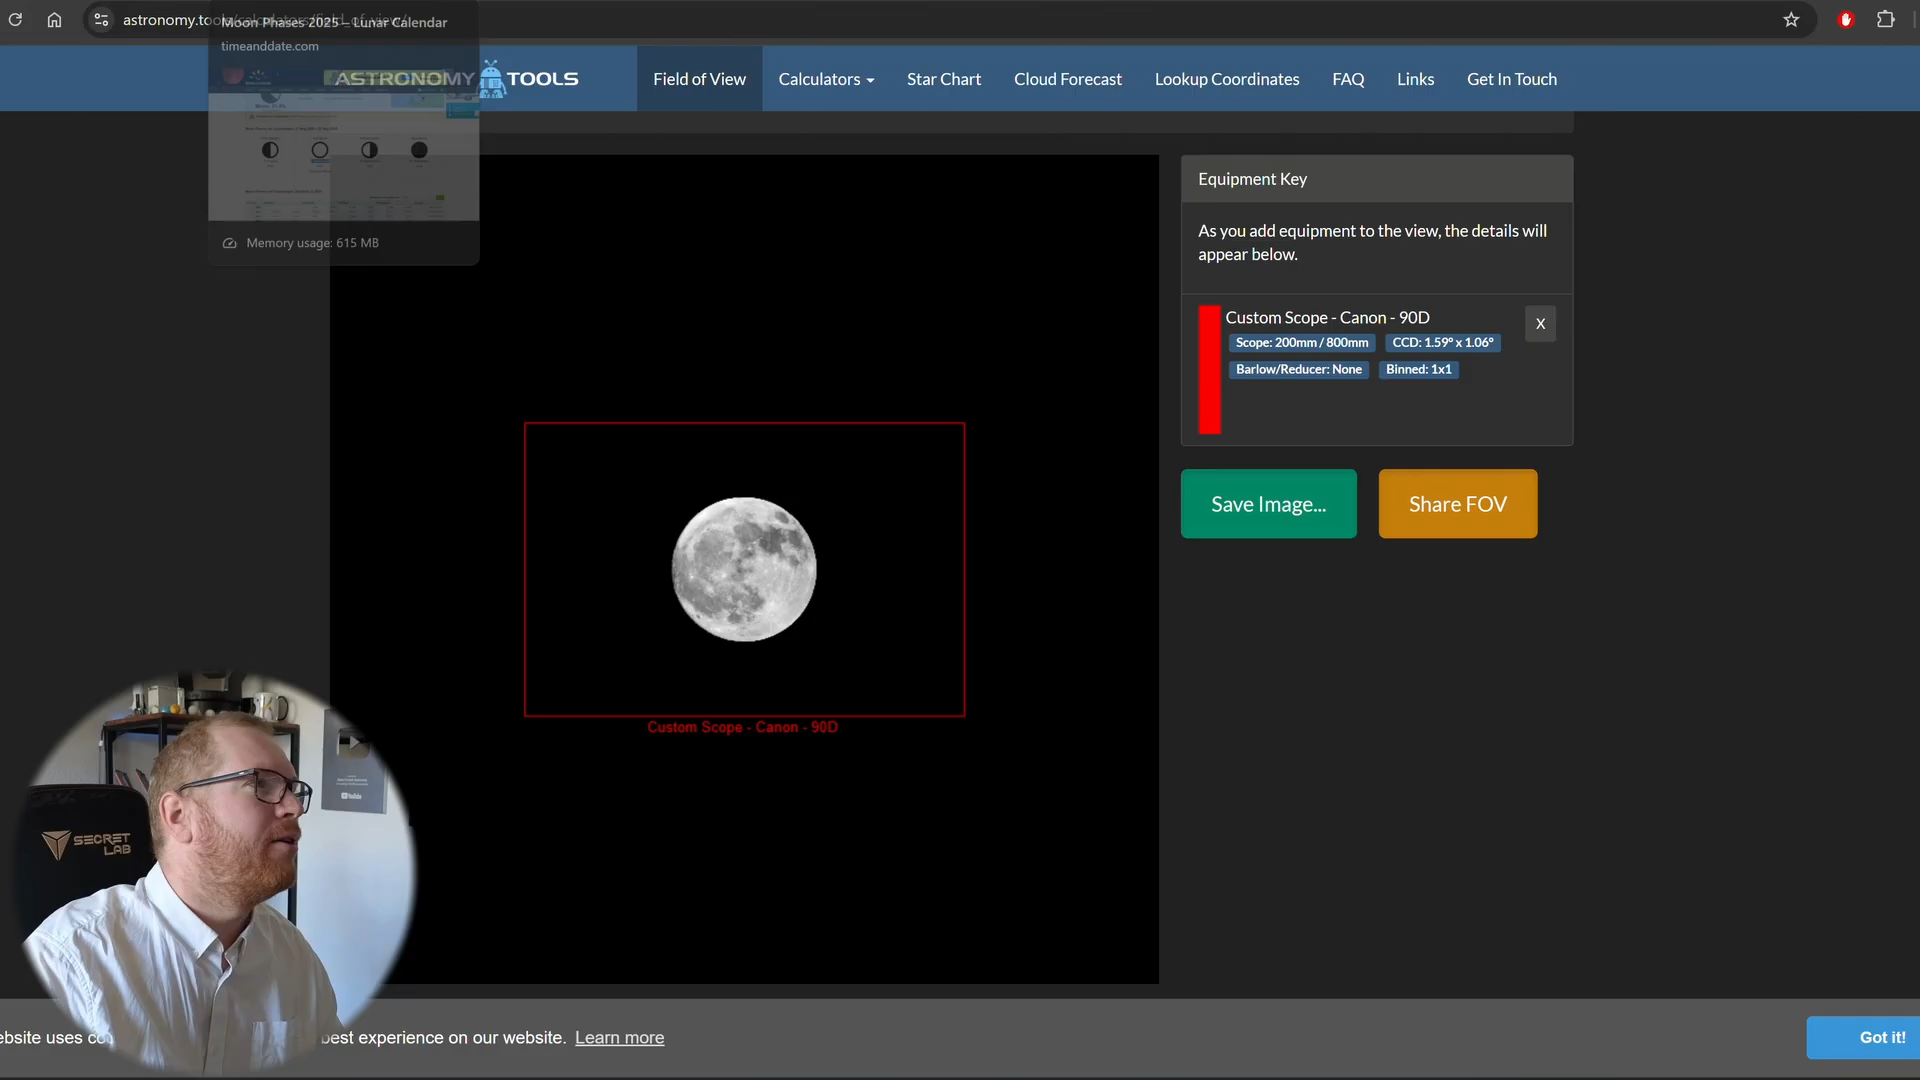 astronomy.to
Moon Phases 2025 – Lunar Calendar
timeanddate.com
ASTRONOMY TOOLS
Field of View
Calculators
Star Chart
Cloud Forecast
Lookup Coordinates
FAQ
Links
Get In Touch
Memory usage: 615 MB
Equipment Key
As you add equipment to the view, the details will
appear below.
Custom Scope - Canon - 90D
X
Scope: 200mm / 800mm
CCD: 1.59° x 1.06°
Barlow/Reducer: None
Binned: 1x1
Save Image...
Share FOV
Custom Scope - Canon - 90D
YouTube
SECRET
LAB
ebsite uses co
best experience on our website. Learn more
Got it!